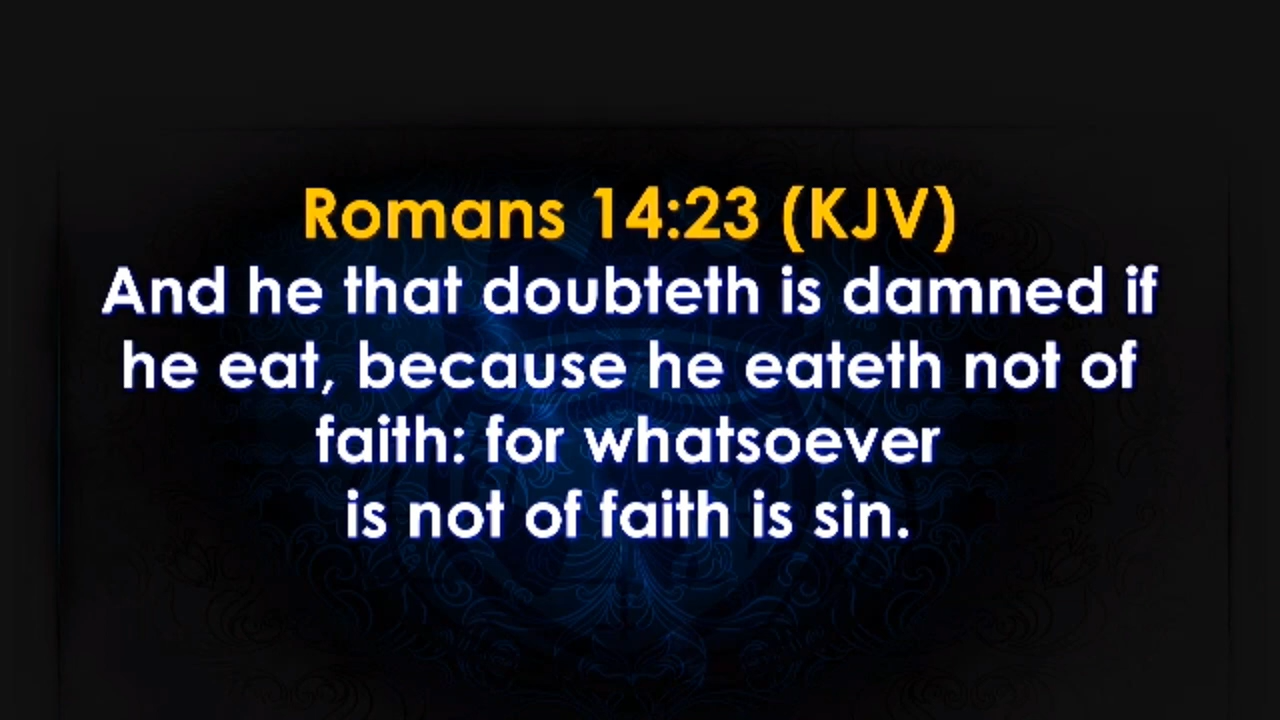 Romans 14:23 (KJV)
And he that doubteth is damned if
he eat, because he eateth not of
faith: for whatsoever
is not of faith is sin.